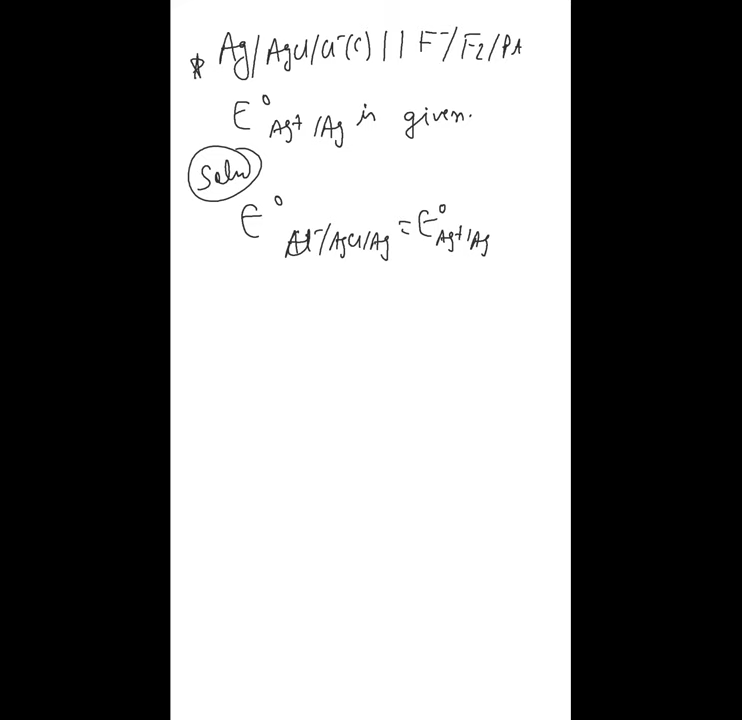 * Ag/AgCl/Cl⁻(C) || F⁻/F2/Pt
E° Ag+/Ag is given.
Soln
E° Cl⁻/AgCl/Ag = E° Ag+/Ag